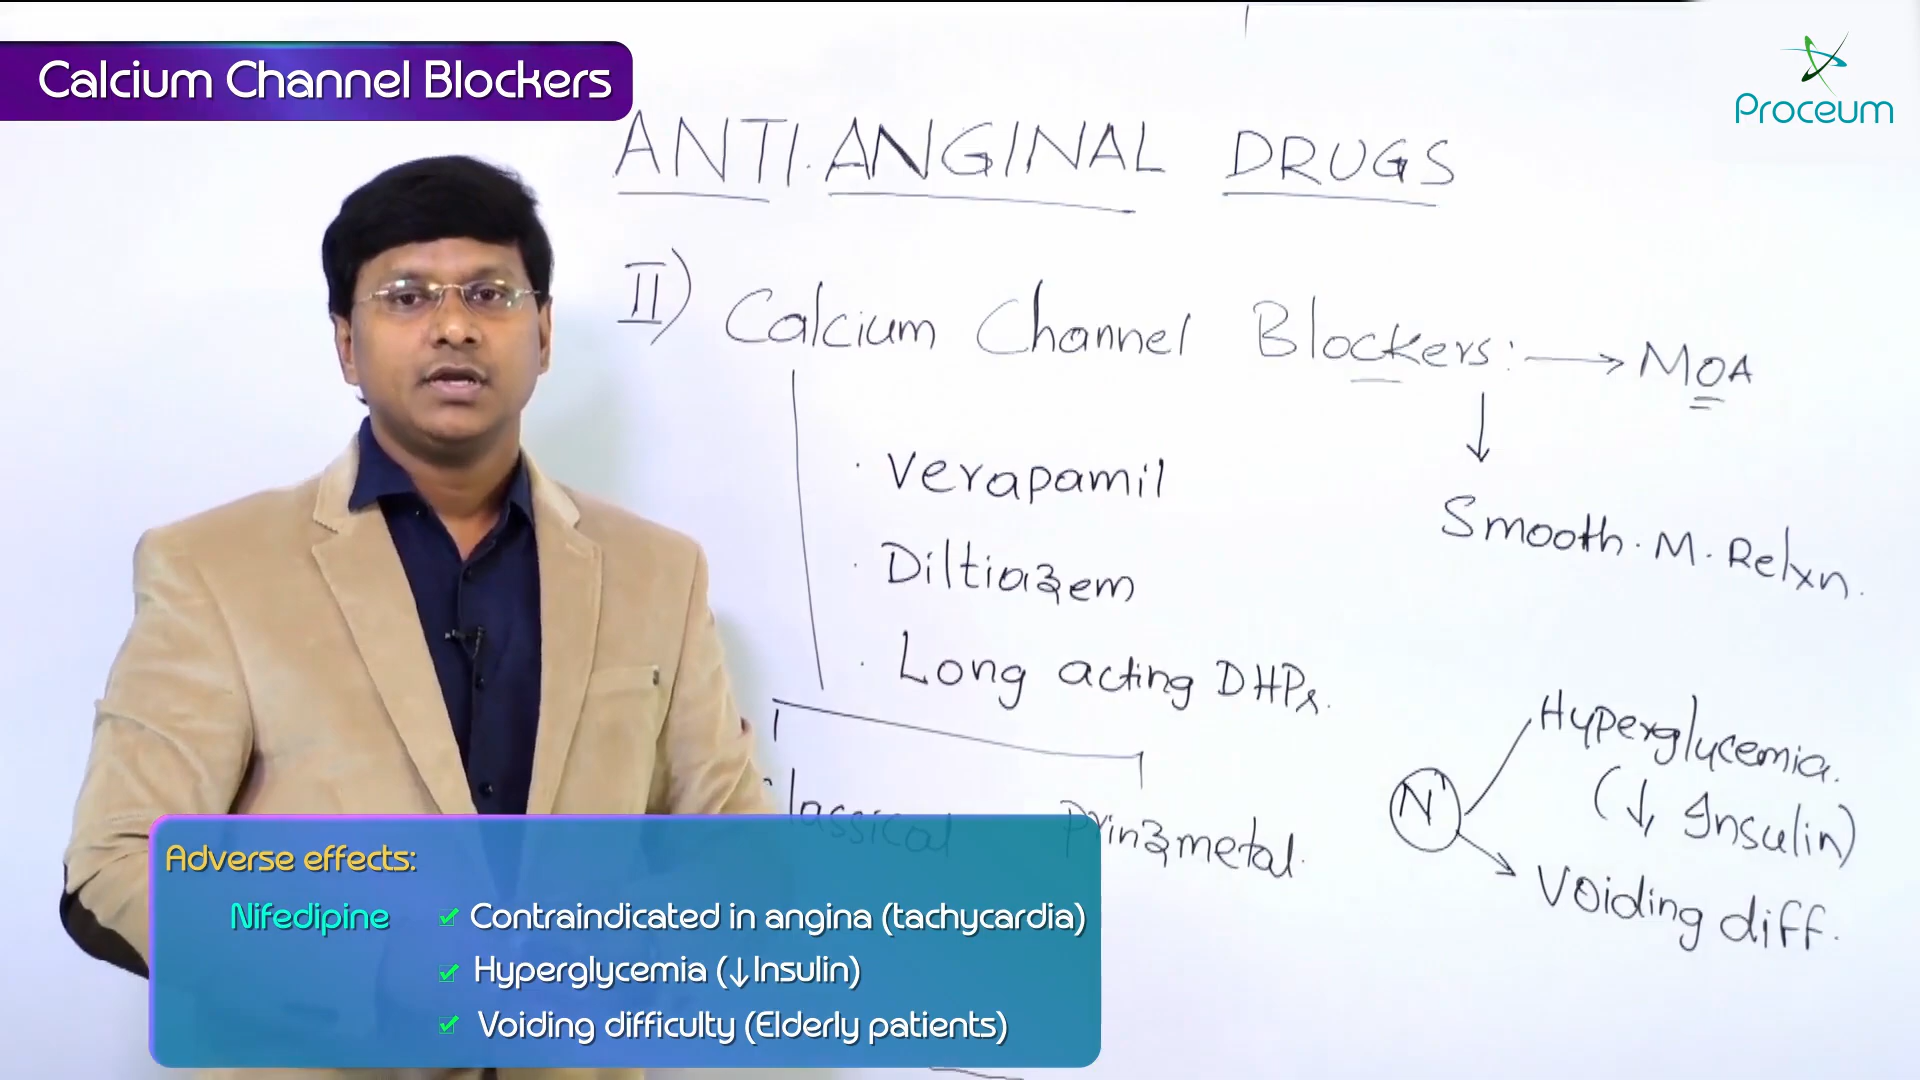 Calcium Channel Blockers
Proceum
ANTI.ANGINAL DRUGS
II) Calcium Channel Blockers: → MOA
↓
Smooth. M. Relxn.
· Verapamil
· Diltiazem
· Long acting DHPs.
Classical Prinzmetal.
N
Hyperglycemia.
(↓ Insulin)
Voiding diff.
Adverse effects:
Nifedipine ✓ Contraindicated in angina (tachycardia)
✓ Hyperglycemia (↓Insulin)
✓ Voiding difficulty (Elderly patients)